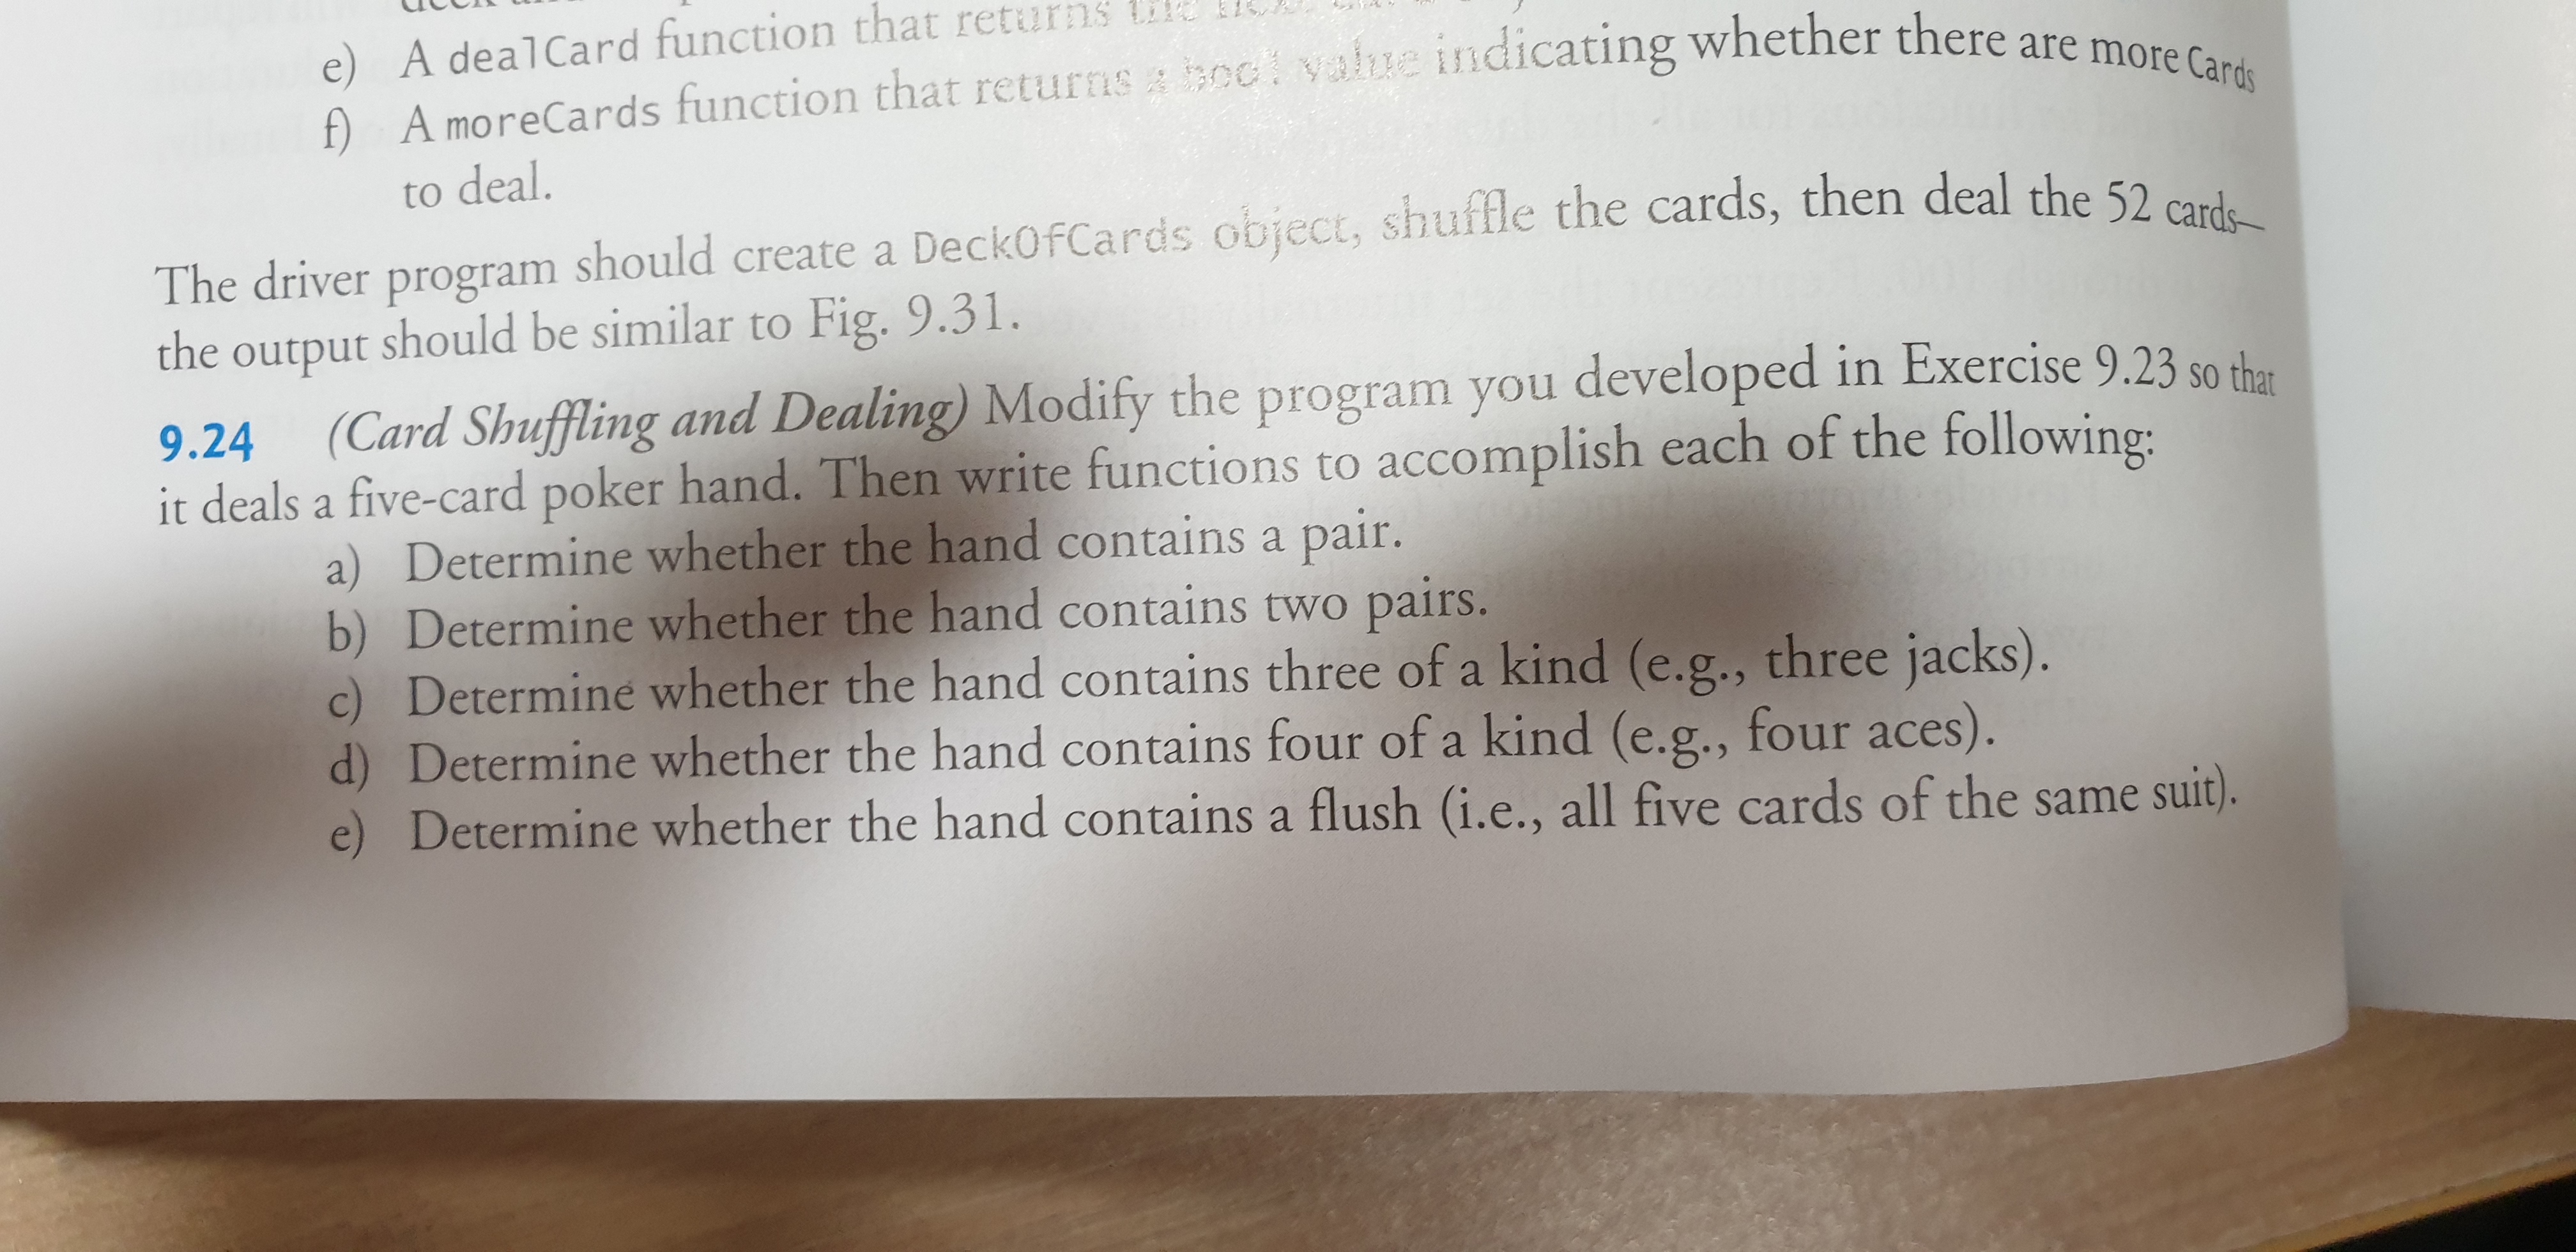 e) A dealCard function that returns the
f) A moreCards function that returns a bool value indicating whether there are more Cards
to deal.
The driver program should create a DeckOfCards object, shuffle the cards, then deal the 52 cards—
the output should be similar to Fig. 9.31.
9.24 (Card Shuffling and Dealing) Modify the program you developed in Exercise 9.23 so that
it deals a five-card poker hand. Then write functions to accomplish each of the following:
a) Determine whether the hand contains a pair.
b) Determine whether the hand contains two pairs.
c) Determine whether the hand contains three of a kind (e.g., three jacks).
d) Determine whether the hand contains four of a kind (e.g., four aces).
e) Determine whether the hand contains a flush (i.e., all five cards of the same suit).